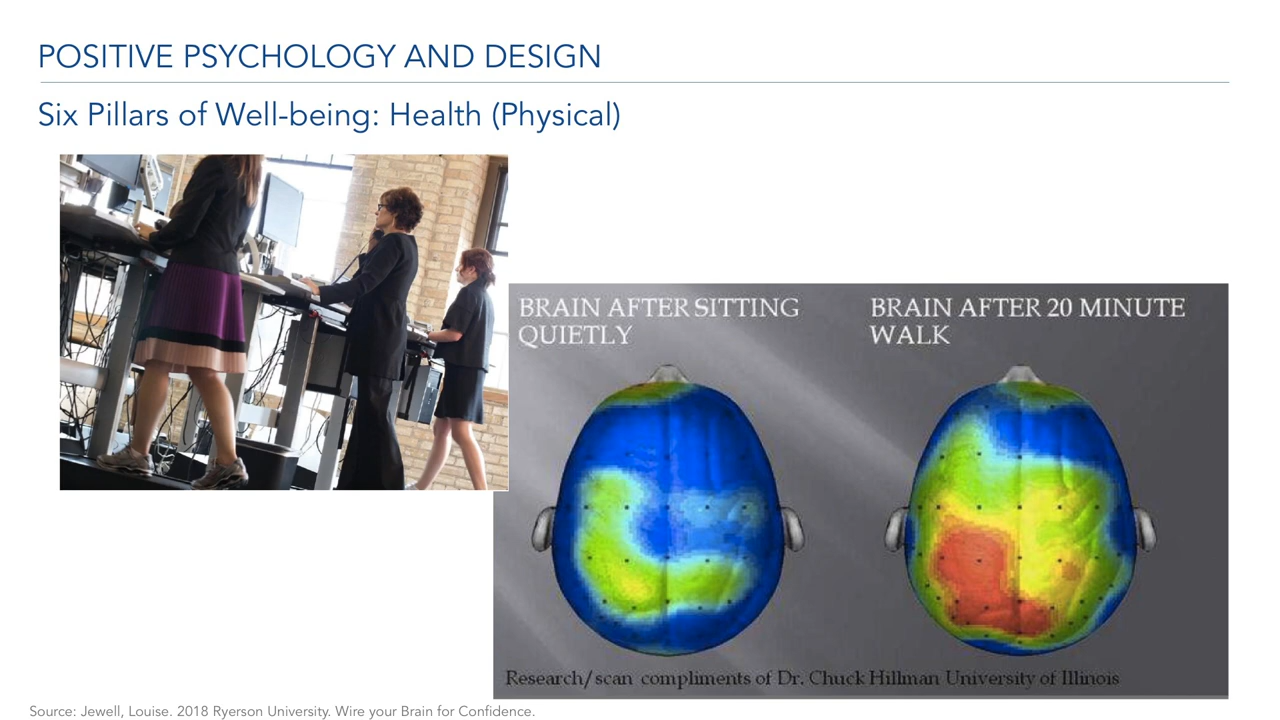 POSITIVE PSYCHOLOGY AND DESIGN
Six Pillars of Well-being: Health (Physical)
BRAIN AFTER SITTING
QUIETLY
BRAIN AFTER 20 MINUTE
WALK
Research/scan compliments of Dr. Chuck Hillman University of Illinois
Source: Jewell, Louise. 2018 Ryerson University. Wire your Brain for Confidence.